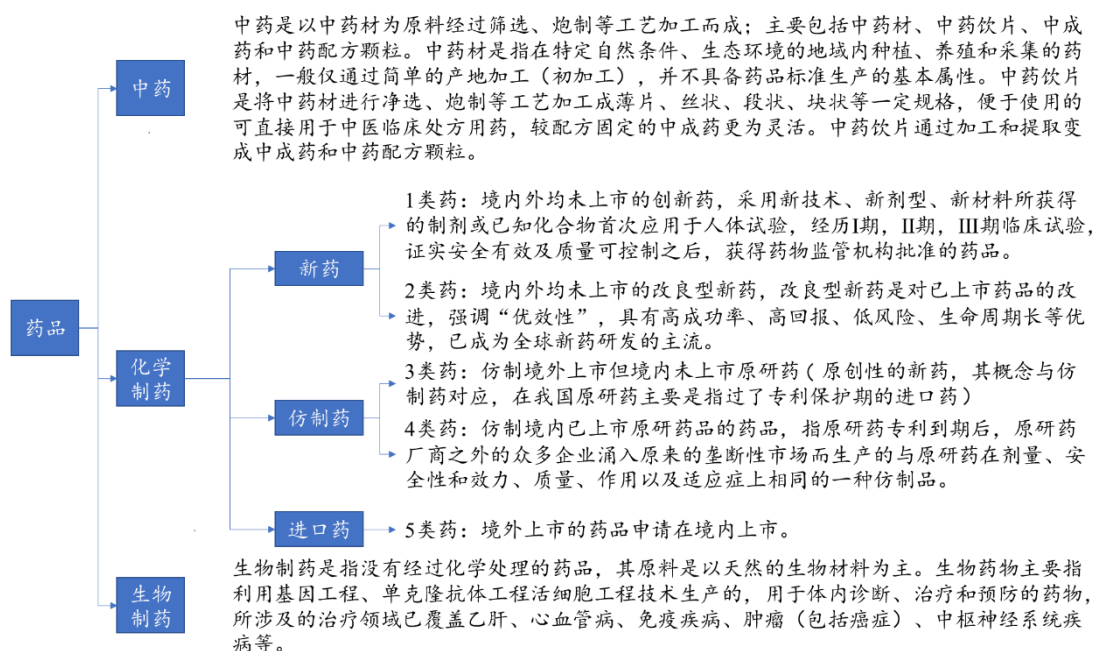 中药是以中药材为原料经过筛选、炮制等工艺加工而成；主要包括中药材、中药饮片、中成
药和中药配方颗粒。中药材是指在特定自然条件、生态环境的地域内种植、养殖和采集的药
材，一般仅通过简单的产地加工（初加工），并不具备药品标准生产的基本属性。中药饮片
是将中药材进行净选、炮制等工艺加工成薄片、丝状、段状、块状等一定规格，便于使用的
可直接用于中医临床处方用药，较配方固定的中成药更为灵活。中药饮片通过加工和提取变
成中成药和中药配方颗粒。
中药
1类药：境内外均未上市的创新药，采用新技术、新剂型、新材料所获得
的制剂或已知化合物首次应用于人体试验，经历I期，II期，III期临床试验，
证实安全有效及质量可控制之后，获得药物监管机构批准的药品。
新药
2类药：境内外均未上市的改良型新药，改良型新药是对已上市药品的改
进，强调“优效性”，具有高成功率、高回报、低风险、生命周期长等优
势，已成为全球新药研发的主流。
药品
化学
制药
3类药：仿制境外上市但境内未上市原研药（原创性的新药，其概念与仿
制药对应，在我国原研药主要是指过了专利保护期的进口药）
仿制药
4类药：仿制境内已上市原研药品的药品，指原研药专利到期后，原研药
厂商之外的众多企业涌入原来的垄断性市场而生产的与原研药在剂量、安
全性和效力、质量、作用以及适应症上相同的一种仿制品。
进口药
5类药：境外上市的药品申请在境内上市。
生物
制药
生物制药是指没有经过化学处理的药品，其原料是以天然的生物材料为主。生物药物主要指
利用基因工程、单克隆抗体工程活细胞工程技术生产的，用于体内诊断、治疗和预防的药物，
所涉及的治疗领域已覆盖乙肝、心血管病、免疫疾病、肿瘤（包括癌症）、中枢神经系统疾
病等。